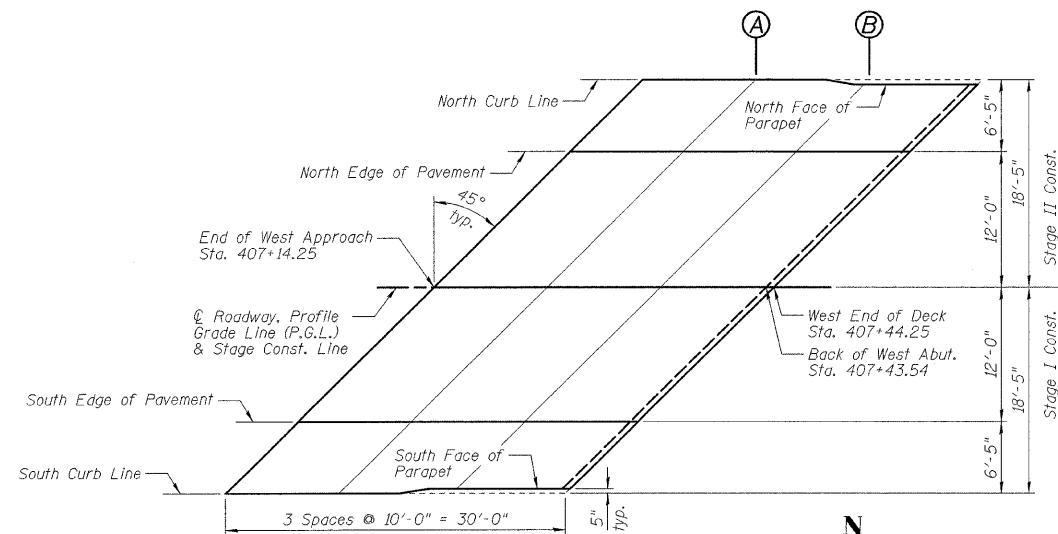 A
B
North Curb Line
North Face of
Parapet
6'-5"
North Edge of Pavement
45°
typ.
12'-0"
18'-5"
Stage II Const.
End of West Approach
Sta. 407+14.25
℄ Roadway, Profile
Grade Line (P.G.L.)
& Stage Const. Line
West End of Deck
Sta. 407+44.25
Back of West Abut.
Sta. 407+43.54
12'-0"
18'-5"
Stage I Const.
South Edge of Pavement
South Face of
Parapet
6'-5"
South Curb Line
3 Spaces @ 10'-0" = 30'-0"
5"
typ.
N